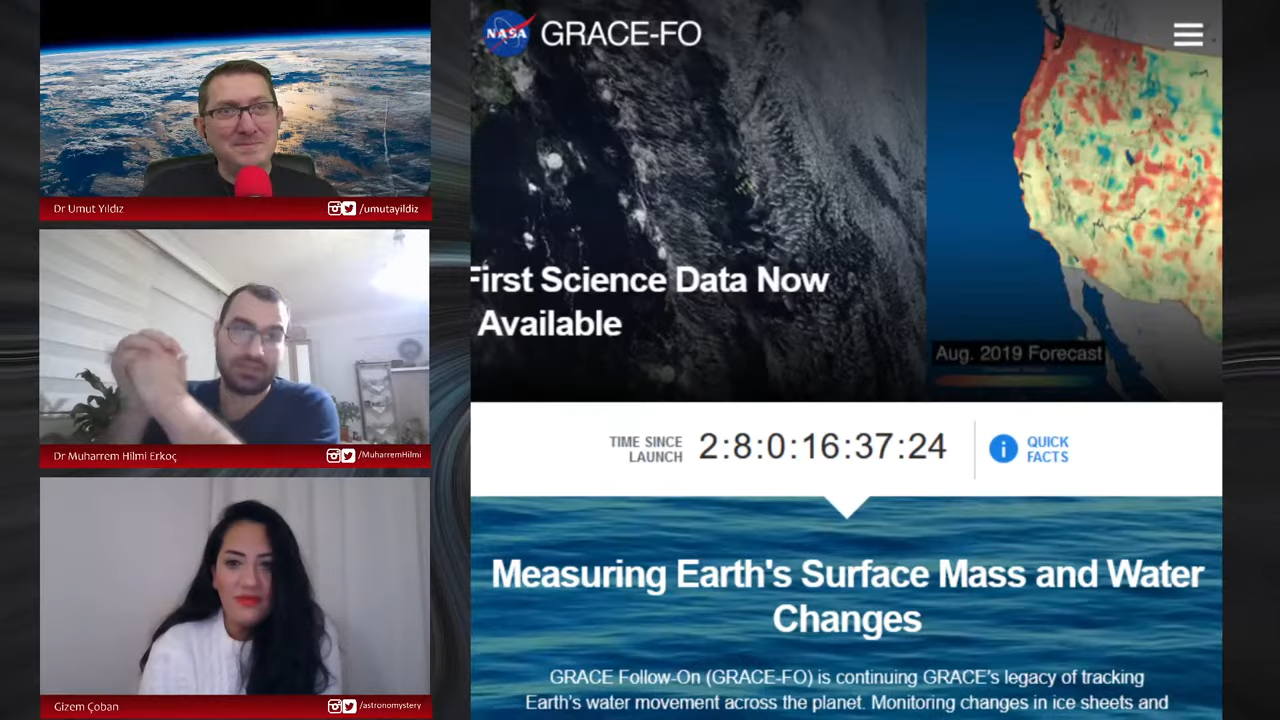 Dr Umut Yıldız
/umutayildiz
Dr Muharrem Hilmi Erkoç
/MuharremHilmi
Gizem Çoban
/astronomystery
NASA
GRACE-FO
First Science Data Now
Available
Aug. 2019 Forecast
TIME SINCE
LAUNCH
2:8:0:16:37:24
QUICK
FACTS
Measuring Earth's Surface Mass and Water
Changes
GRACE Follow-On (GRACE-FO) is continuing GRACE's legacy of tracking
Earth's water movement across the planet. Monitoring changes in ice sheets and